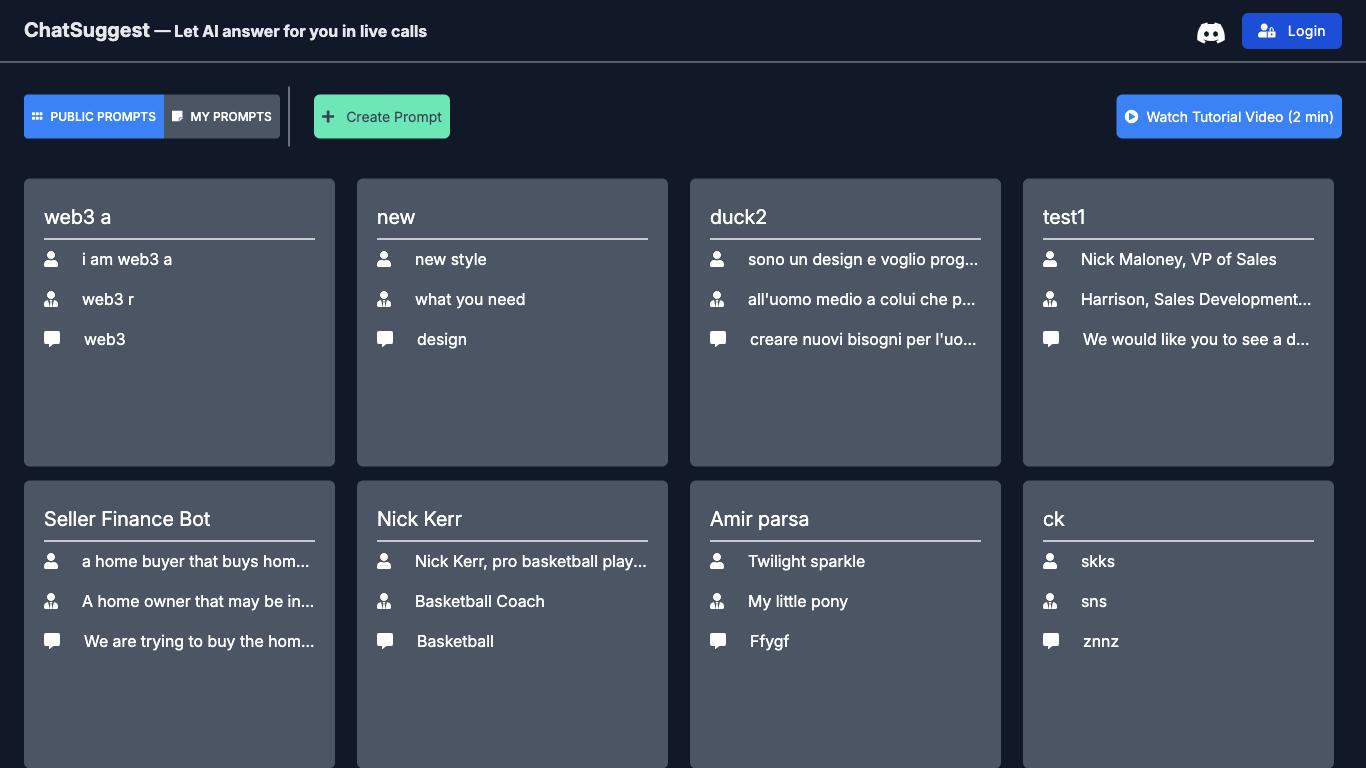 ChatSuggest — Let AI answer for you in live calls
Login
PUBLIC PROMPTS
MY PROMPTS
Create Prompt
Watch Tutorial Video (2 min)
web3 a
i am web3 a
web3 r
web3
new
new style
what you need
design
duck2
sono un design e voglio prog...
all'uomo medio a colui che p...
creare nuovi bisogni per l'uo...
test1
Nick Maloney, VP of Sales
Harrison, Sales Development...
We would like you to see a d...
Seller Finance Bot
a home buyer that buys hom...
A home owner that may be in...
We are trying to buy the hom...
Nick Kerr
Nick Kerr, pro basketball play...
Basketball Coach
Basketball
Amir parsa
Twilight sparkle
My little pony
Ffygf
ck
skks
sns
znnz